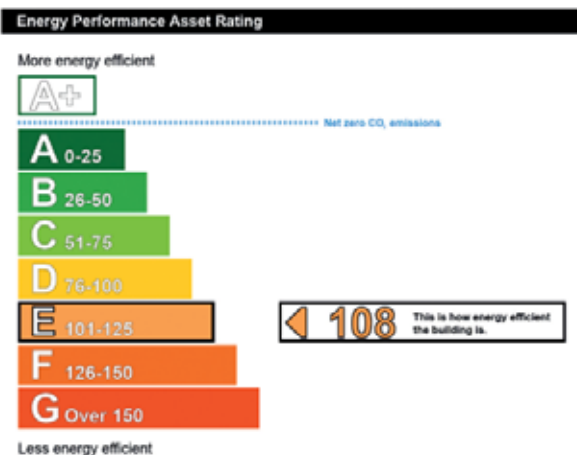 Energy Performance Asset Rating
More energy efficient
A+
Net zero CO₂ emissions
A 0-25
B 26-50
C 51-75
D 76-100
E 101-125
108 This is how energy efficient
the building is.
F 126-150
G Over 150
Less energy efficient